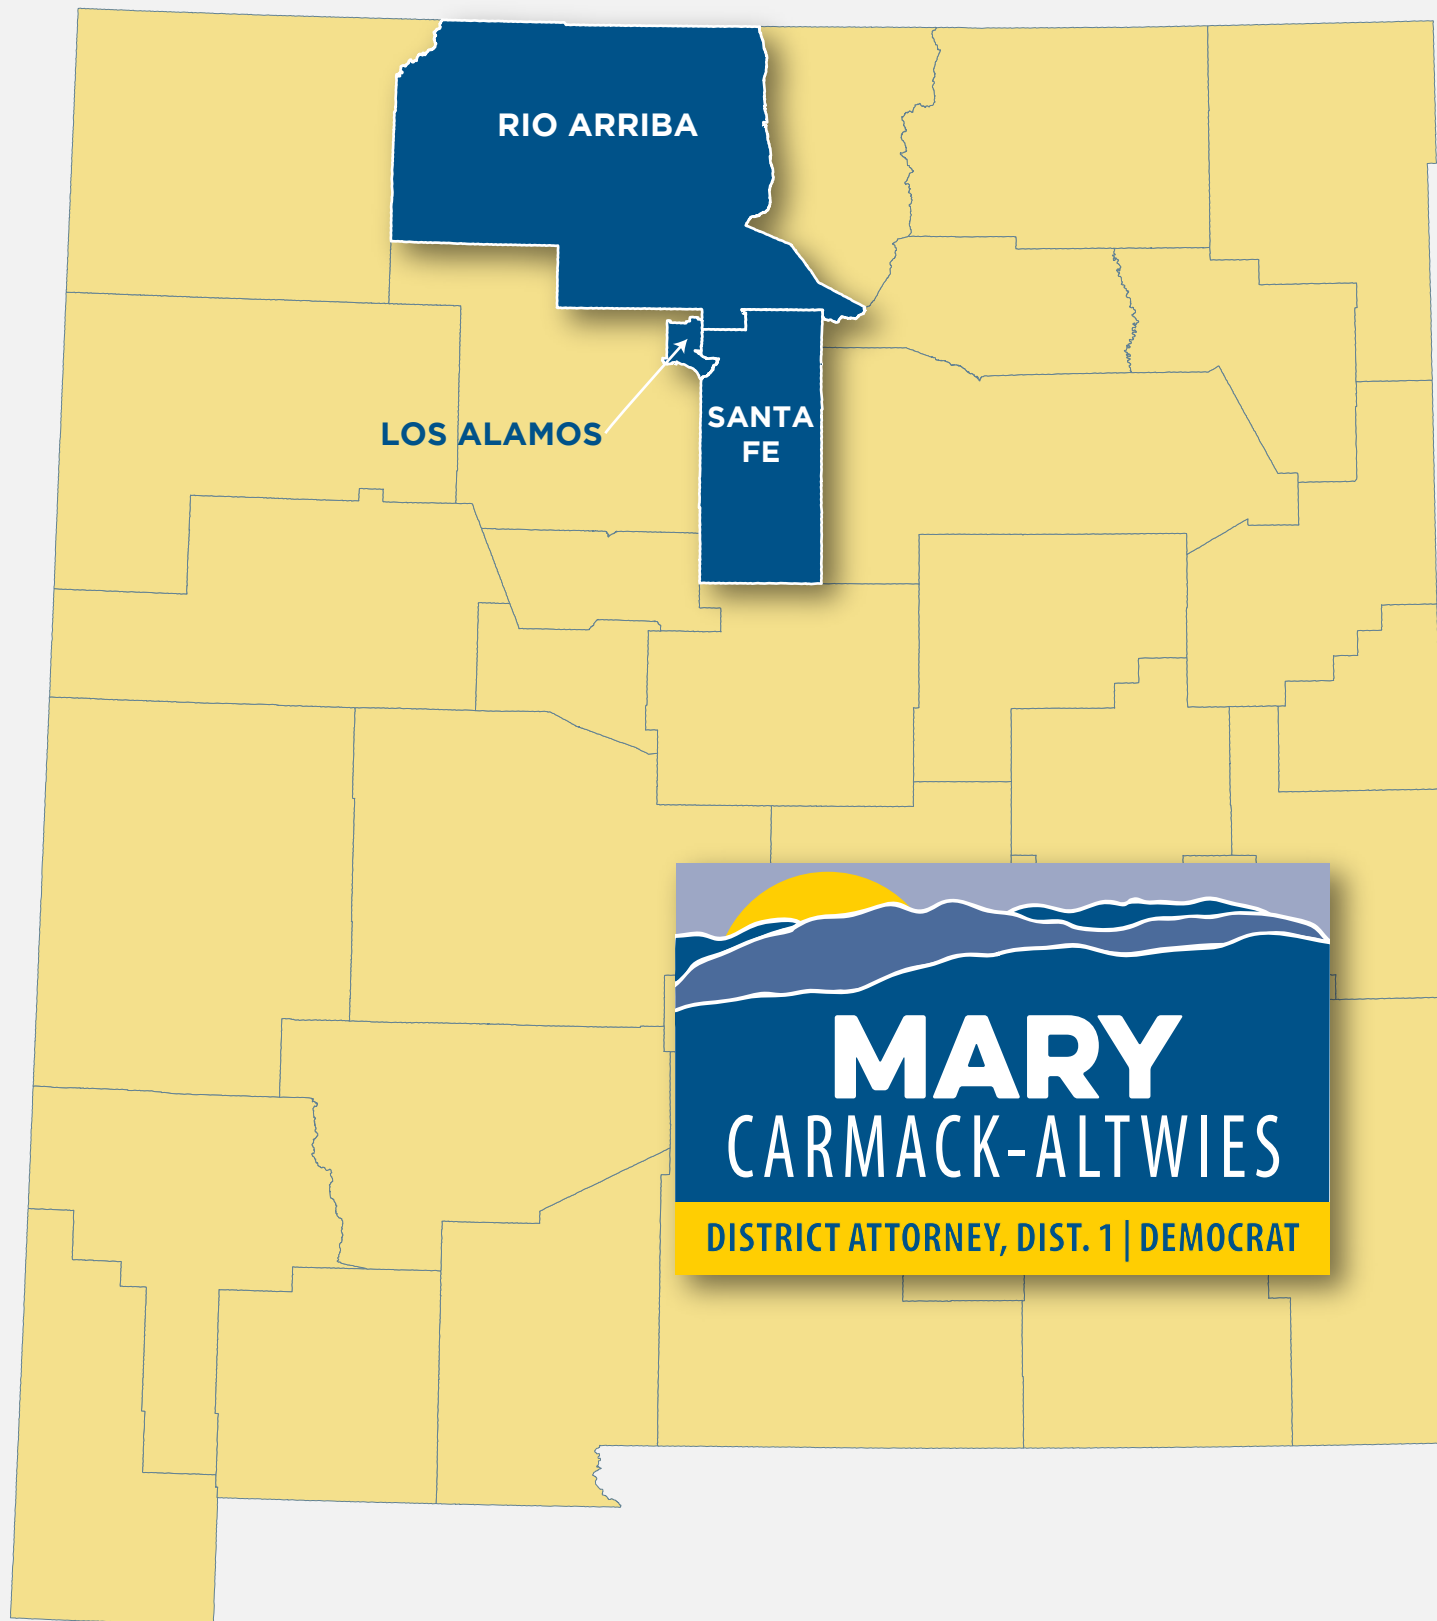 RIO ARRIBA
LOS ALAMOS
SANTA
FE
MARY
CARMACK-ALTWIES
DISTRICT ATTORNEY, DIST. 1 | DEMOCRAT